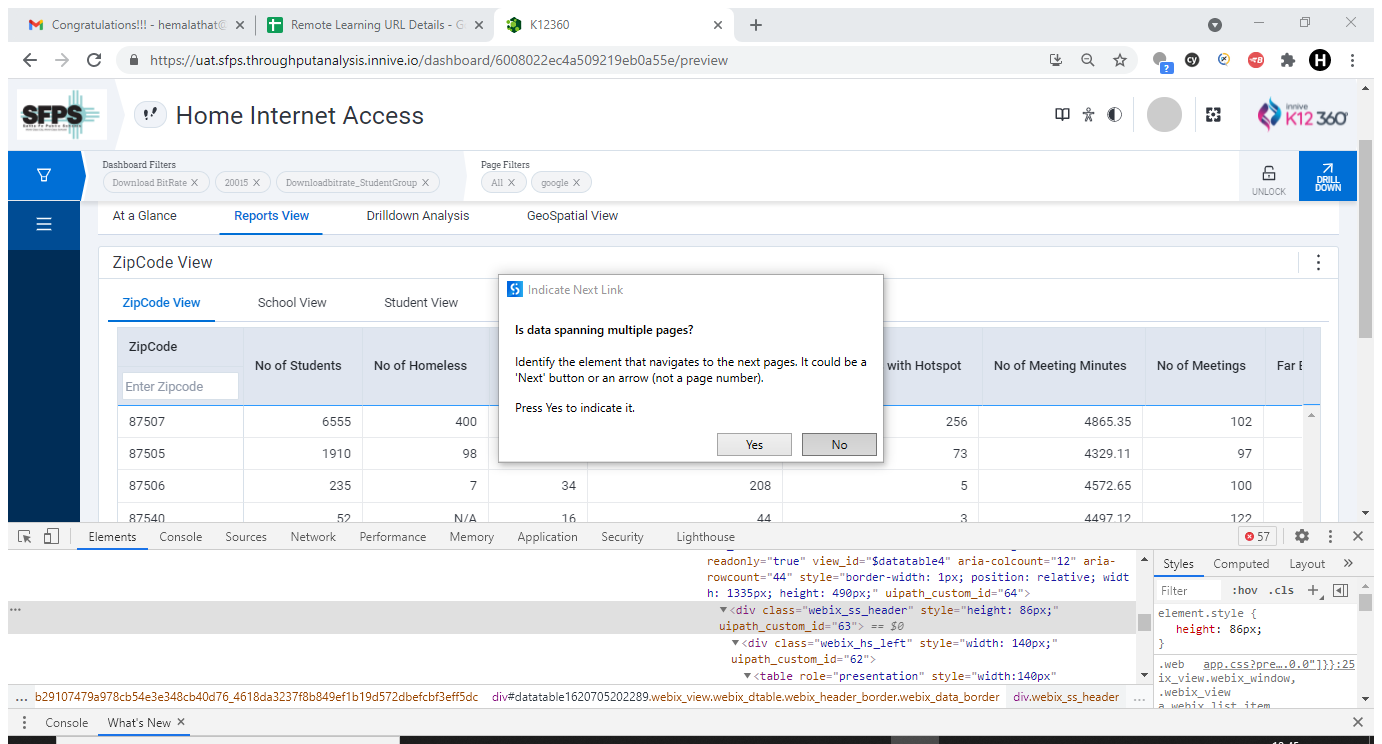 Congratulations!!! - hemalathat@
Remote Learning URL Details - G
K12360
https://uat.sfps.throughputanalysis.innive.io/dashboard/6008022ec4a509219eb0a55e/preview
SFPS
Home Internet Access
innive
K12 360°
Dashboard Filters
Download BitRate
20015
Downloadbitrate_StudentGroup
Page Filters
All
google
UNLOCK
DRILL
DOWN
At a Glance
Reports View
Drilldown Analysis
GeoSpatial View
ZipCode View
ZipCode View
School View
Student View
Indicate Next Link
Is data spanning multiple pages?
Identify the element that navigates to the next pages. It could be a
'Next' button or an arrow (not a page number).
Press Yes to indicate it.
Yes
No
ZipCode
No of Students
No of Homeless
with Hotspot
No of Meeting Minutes
No of Meetings
Far
Enter Zipcode
87507 6555 400 256 4865.35 102
87505 1910 98 73 4329.11 97
87506 235 7 34 208 5 4572.65 100
87540 52 N/A 16 44 3 4497.12 122
Elements Console Sources Network Performance Memory Application Security Lighthouse 57
readonly="true" view_id="$datatable4" aria-colcount="12" aria-
rowcount="44" style="border-width: 1px; position: relative; widt
h: 1335px; height: 490px;" uipath_custom_id="64">
<div class="webix_ss_header" style="height: 86px;"
uipath_custom_id="63"> == $0
<div class="webix_hs_left" style="width: 140px;"
uipath_custom_id="62">
<table role="presentation" style="width:140px"
Styles Computed Layout
Filter :hov .cls
element.style {
height: 86px;
}
.web app.css?pre….0.0"]}}:25
ix_view.webix_window,
.webix_view
a.webix_list_item
... b29107479a978cb54e3e348cb40d76_4618da3237f8b849ef1b19d572dbefcbf3eff5dc div#datatable1620705202289.webix_view.webix_dtable.webix_header_border.webix_data_border div.webix_ss_header ...
Console What's New